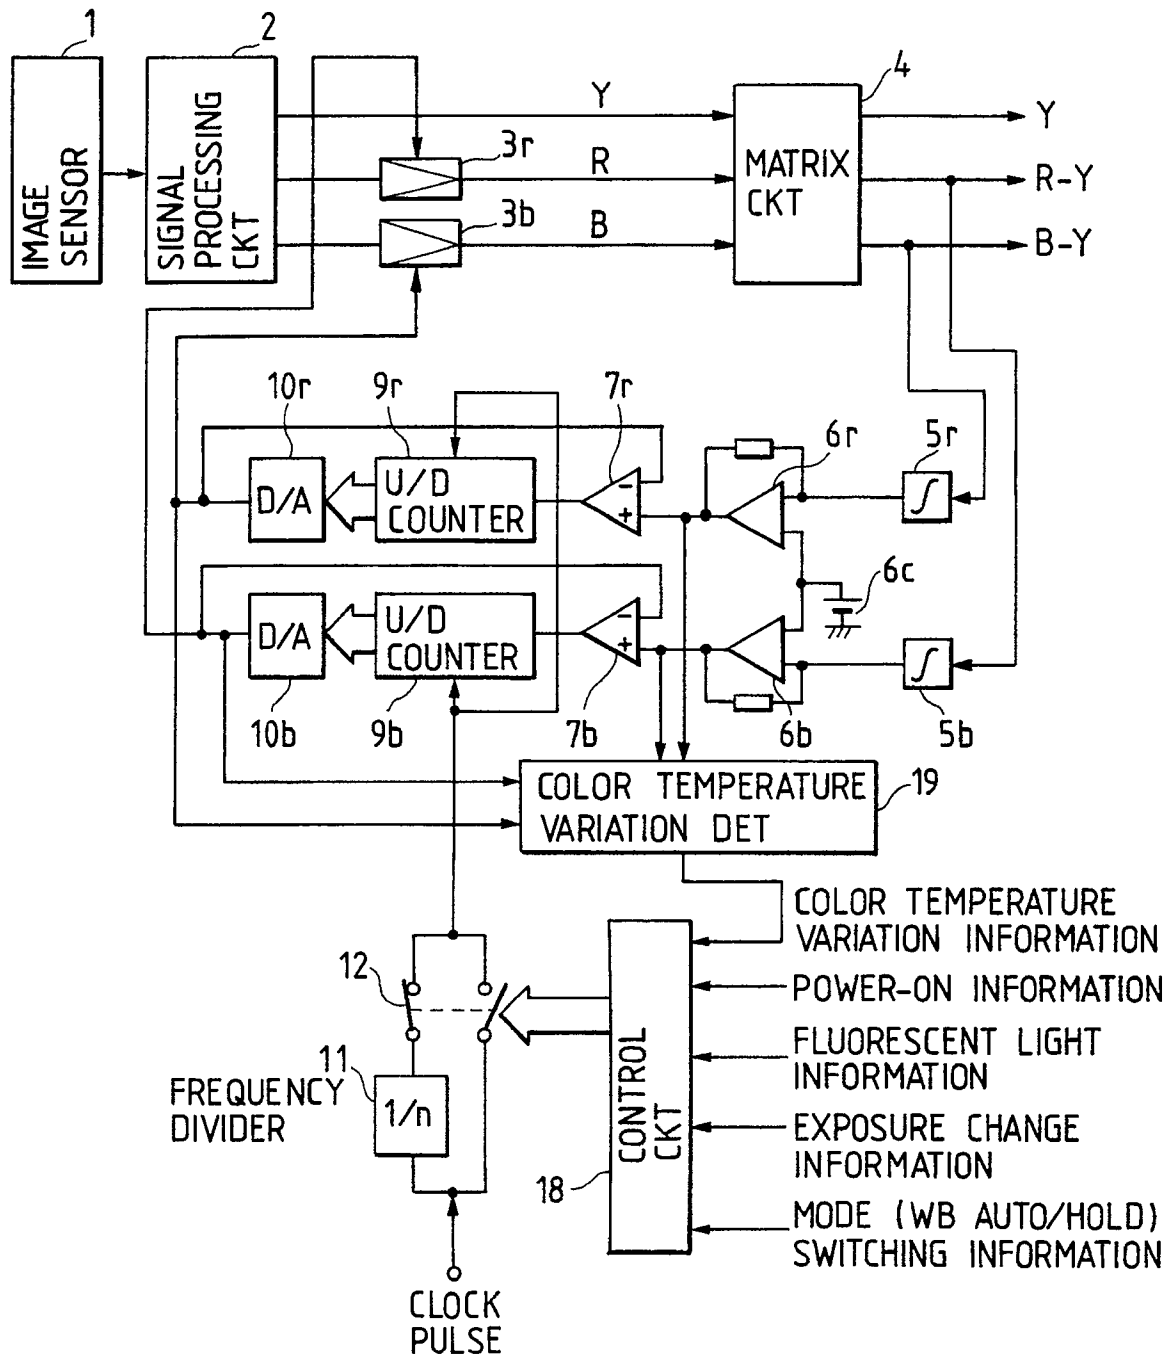 1
2
4
IMAGE
SENSOR
SIGNAL
PROCESSING
CKT
Y
R
B
3r
3b
MATRIX
CKT
Y
R-Y
B-Y
10r
9r
7r
6r
5r
D/A
U/D
COUNTER
-
+
∫
6c
D/A
U/D
COUNTER
-
+
∫
10b
9b
7b
6b
5b
COLOR TEMPERATURE
VARIATION DET
19
COLOR TEMPERATURE
VARIATION INFORMATION
12
POWER-ON INFORMATION
FLUORESCENT LIGHT
INFORMATION
11
FREQUENCY
DIVIDER
1/n
CONTROL
CKT
EXPOSURE CHANGE
INFORMATION
18
MODE (WB AUTO/HOLD)
SWITCHING INFORMATION
CLOCK
PULSE